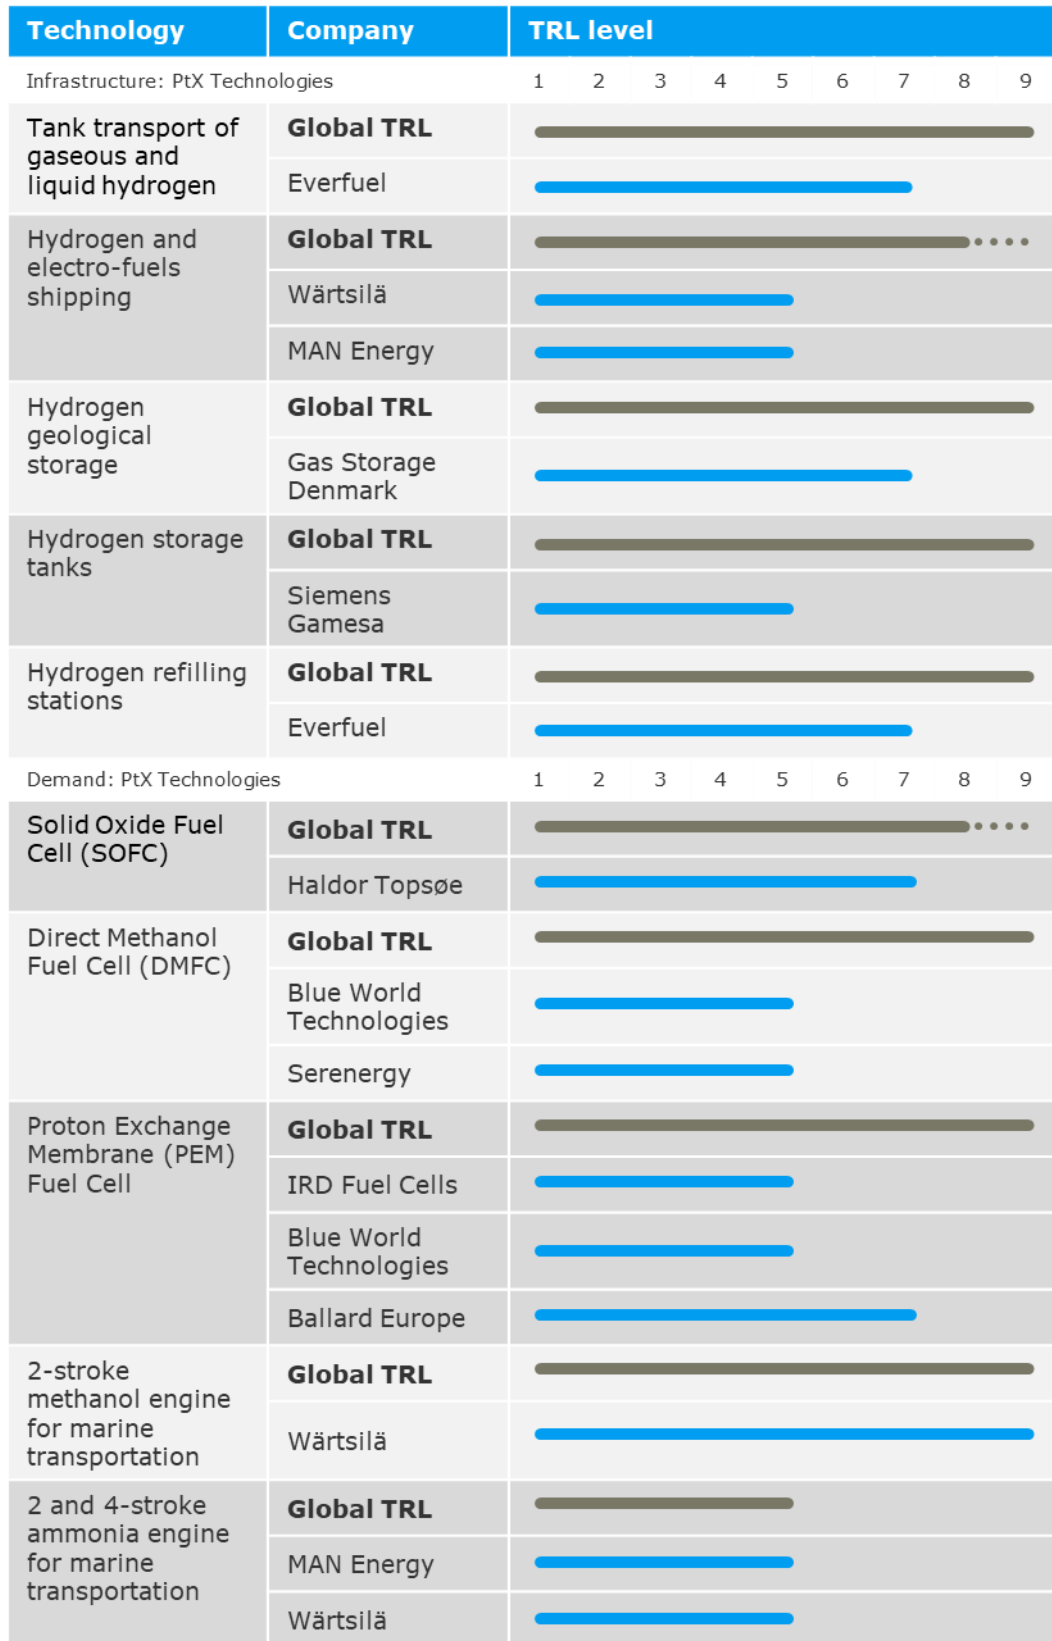 Technology Company TRL level
Infrastructure: PtX Technologies 1 2 3 4 5 6 7 8 9
Tank transport of
gaseous and
liquid hydrogen
Global TRL
Everfuel
Hydrogen and
electro-fuels
shipping
Global TRL
Wärtsilä
MAN Energy
Hydrogen
geological
storage
Global TRL
Gas Storage
Denmark
Hydrogen storage
tanks
Global TRL
Siemens
Gamesa
Hydrogen refilling
stations
Global TRL
Everfuel
Demand: PtX Technologies 1 2 3 4 5 6 7 8 9
Solid Oxide Fuel
Cell (SOFC)
Global TRL
Haldor Topsøe
Direct Methanol
Fuel Cell (DMFC)
Global TRL
Blue World
Technologies
Serenergy
Proton Exchange
Membrane (PEM)
Fuel Cell
Global TRL
IRD Fuel Cells
Blue World
Technologies
Ballard Europe
2-stroke
methanol engine
for marine
transportation
Global TRL
Wärtsilä
2 and 4-stroke
ammonia engine
for marine
transportation
Global TRL
MAN Energy
Wärtsilä